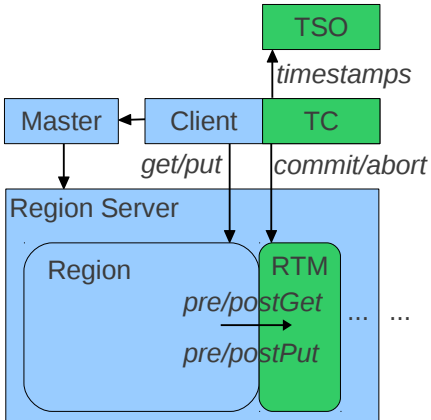 TSO
timestamps
Master
Client
TC
get/put
commit/abort
Region Server
Region
RTM
pre/postGet
... ...
pre/postPut